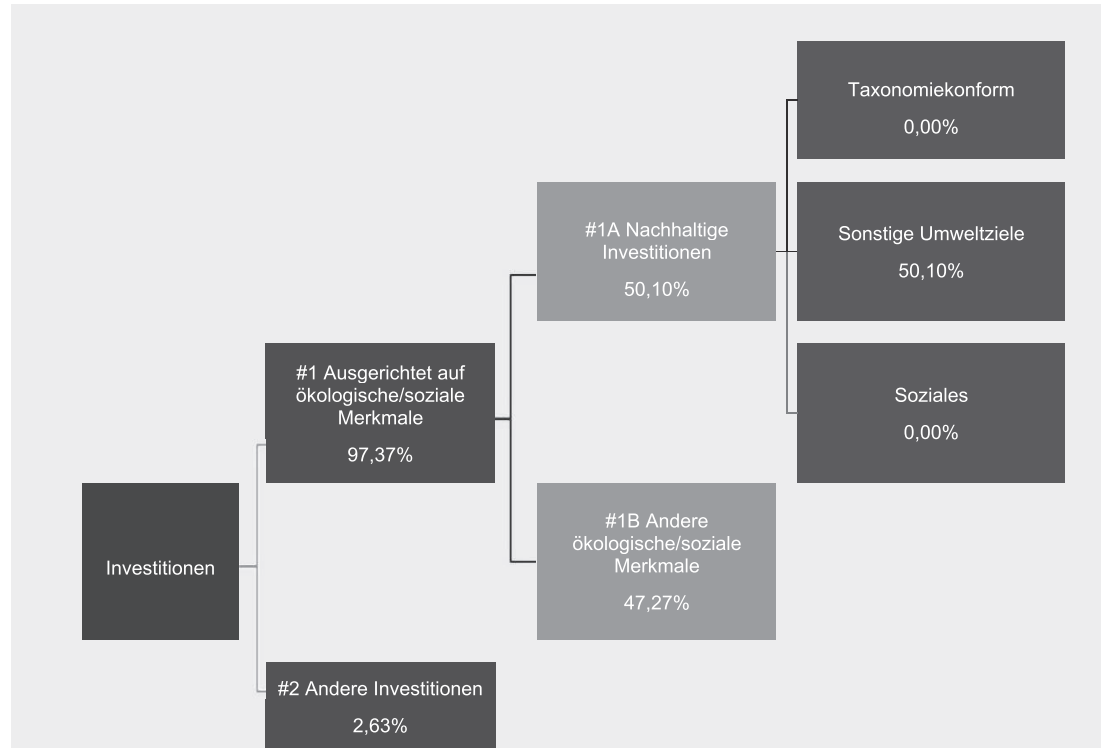 Investitionen
#1 Ausgerichtet auf
ökologische/soziale
Merkmale
97,37%
#2 Andere Investitionen
2,63%
#1A Nachhaltige
Investitionen
50,10%
#1B Andere
ökologische/soziale
Merkmale
47,27%
Taxonomiekonform
0,00%
Sonstige Umweltziele
50,10%
Soziales
0,00%